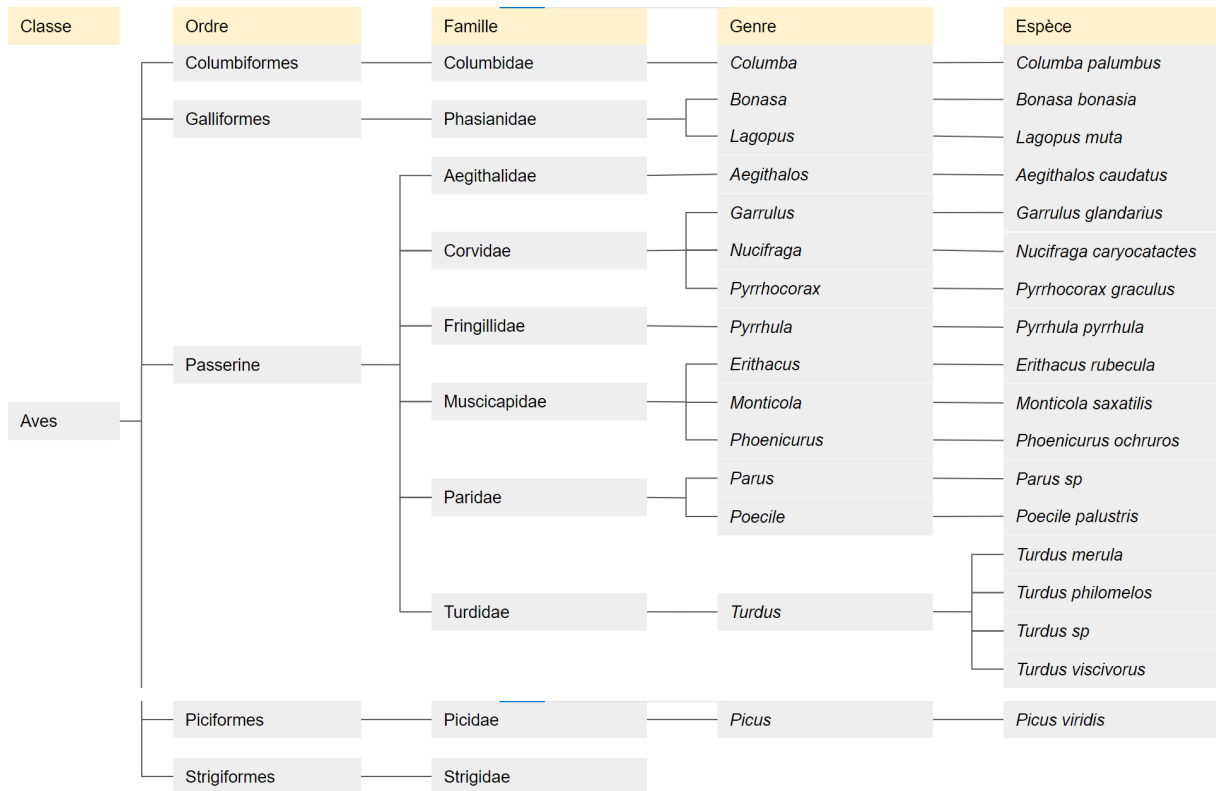 Classe Ordre Famille Genre Espèce
Columbiformes Columbidae Columba Columba palumbus
Bonasa Bonasa bonasia
Galliformes Phasianidae
Lagopus Lagopus muta
Aegithalidae Aegithalos Aegithalos caudatus
Garrulus Garrulus glandarius
Corvidae Nucifraga Nucifraga caryocatactes
Pyrrhocorax Pyrrhocorax graculus
Fringillidae Pyrrhula Pyrrhula pyrrhula
Passerine Erithacus Erithacus rubecula
Muscicapidae Monticola Monticola saxatilis
Aves
Phoenicurus Phoenicurus ochruros
Parus Parus sp
Paridae
Poecile Poecile palustris
Turdus merula
Turdus philomelos
Turdidae Turdus
Turdus sp
Turdus viscivorus
Piciformes Picidae Picus Picus viridis
Strigiformes Strigidae